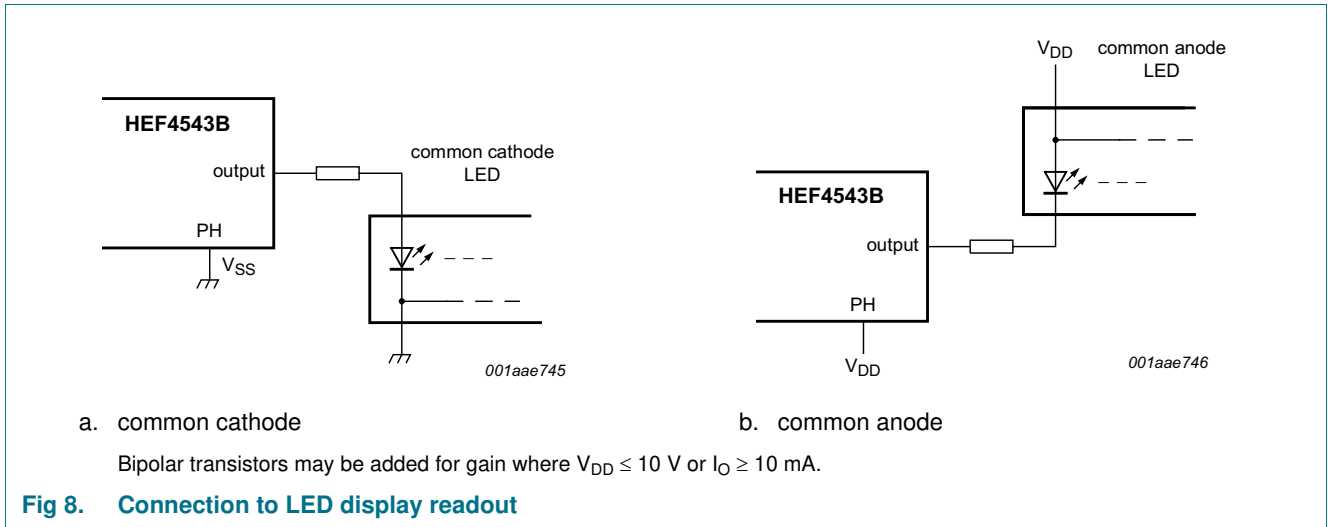 HEF4543B
output
common cathode
LED
PH
VSS
001aae745
VDD
common anode
LED
HEF4543B
output
PH
VDD
001aae746
a. common cathode
b. common anode
Bipolar transistors may be added for gain where VDD ≤ 10 V or IO ≥ 10 mA.
Fig 8. Connection to LED display readout